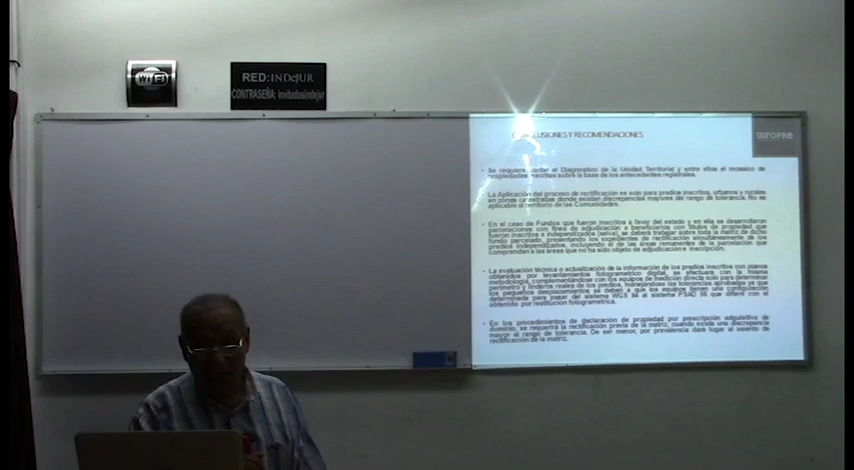 WiFi
RED:INDeJUR
CONTRASEÑA: invitadosindejur
LUSIONES Y RECOMENDACIONES
INFOPRe
Se requiere contar el Diagnostico de la Unidad Territorial y entre ellos el mosaico de
propiedades inscritas sobre la base de los antecedentes registrales.
La Aplicación del proceso de rectificación es solo para predios inscritos, urbanos y rurales
en zonas catastradas donde existan discrepancias mayores del rango de tolerancia. No es
aplicable al territorio de las Comunidades.
En el caso de Fundos que fueron inscritos a favor del estado y en ella se desarrollaron
parcelaciones con fines de adjudicación a beneficiarios con títulos de propiedad que
fueron inscritos e independizados (selva), se deberá trabajar sobre toda la matriz de dicho
fundo parcelado, presentando los expedientes de rectificación simultaneamente de los
predios independizados, incluyendo el de las áreas remanentes de la parcelación que
comprenden a las áreas que no ha sido objeto de adjudicación e inscripción.
La evaluación técnica o actualización de la información de los predios inscritos con planos
obtenidos por levantamiento fotogrametrico digital, se efectuara con la misma
metodología, complementándose con los equipos de medición directa solo para determinar
perímetro y linderos reales de los predios, manejándose las tolerancias aprobadas ya que
los pequeños desplazamientos se deben a que los equipos tienen una configuración
determinada para pasar del sistema WGS 84 al sistema PSAD 56 que difiere con el
obtenido por restitución fotogrametrica.
En los procedimientos de declaración de propiedad por prescripción adquisitiva de
dominio, se requerirá la rectificación previa de la matriz, cuando exista una discrepancia
mayor al rango de tolerancia. De ser menor, por prevalencia dará lugar al asiento de
rectificación de la matriz.